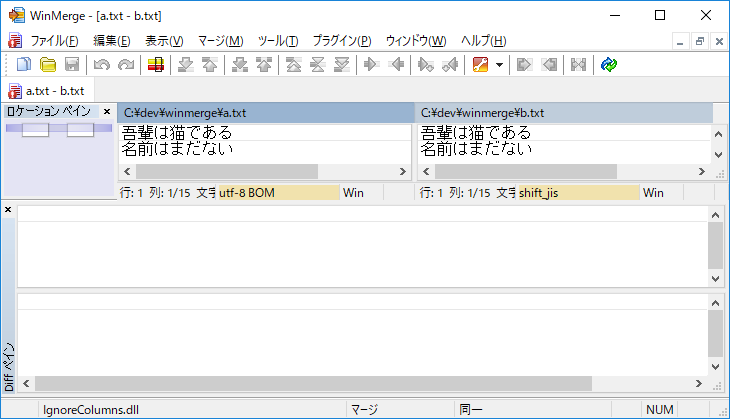 WinMerge - [a.txt - b.txt]
ファイル(F) 編集(E) 表示(V) マージ(M) ツール(T) プラグイン(P) ウィンドウ(W) ヘルプ(H)
a.txt - b.txt
ロケーション ペイン
C:¥dev¥winmerge¥a.txt
吾輩は猫である
名前はまだない
行: 1 列: 1/15 文字 utf-8 BOM Win
C:¥dev¥winmerge¥b.txt
吾輩は猫である
名前はまだない
行: 1 列: 1/15 文字 shift_jis Win
Diff ペイン
IgnoreColumns.dll マージ 同一 NUM